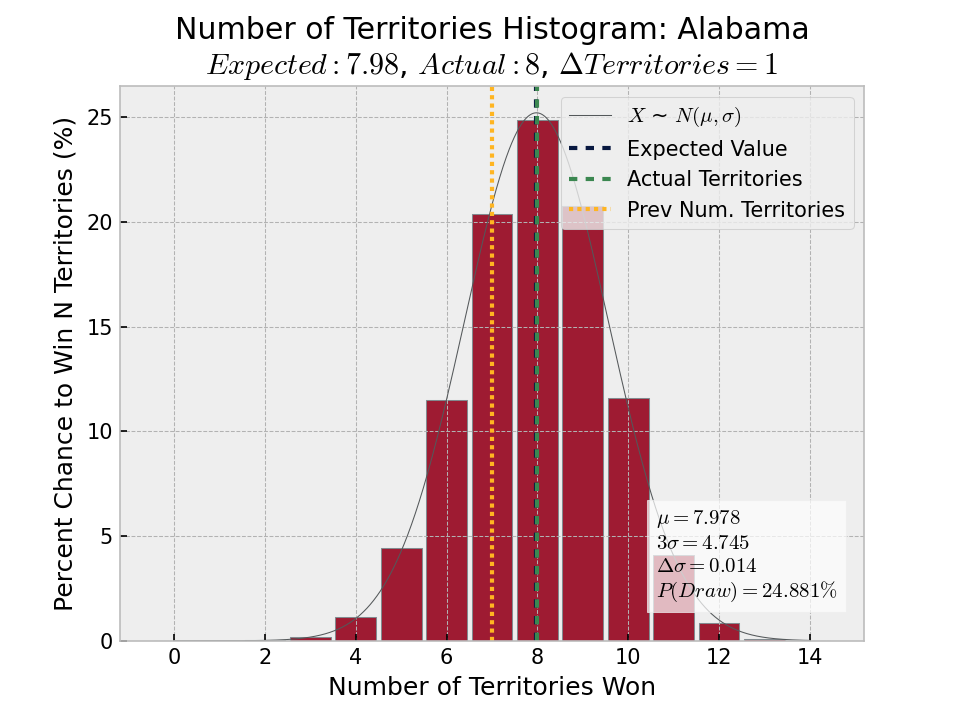 Number of Territories Histogram: Alabama
Expected : 7.98, Actual : 8, ΔTerritories = 1
Percent Chance to Win N Territories (%)
25
20
15
10
5
0
X ~ N(μ, σ)
Expected Value
Actual Territories
Prev Num. Territories
μ = 7.978
3σ = 4.745
Δσ = 0.014
P(Draw) = 24.881%
0 2 4 6 8 10 12 14
Number of Territories Won